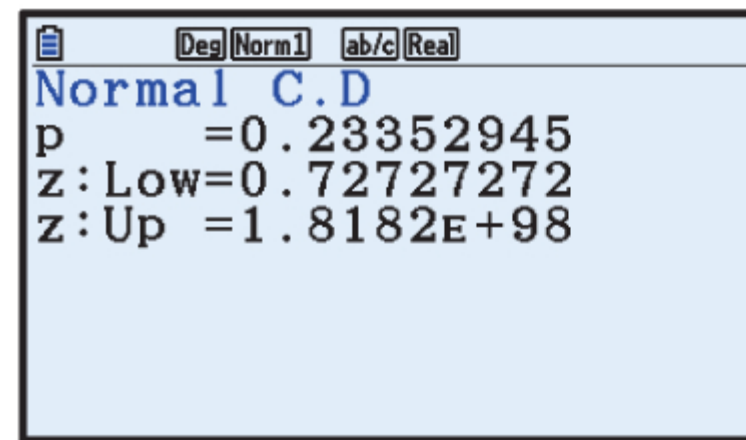 Deg Norm1 ab/c Real
Normal C.D
p =0.23352945
z:Low=0.72727272
z:Up =1.8182E+98